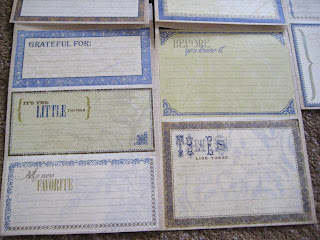 GRATEFUL FOR:
IT'S THE
LITTLE THINGS
My new
FAVORITE
BEFORE
you know it
TIMES
LIKE THESE